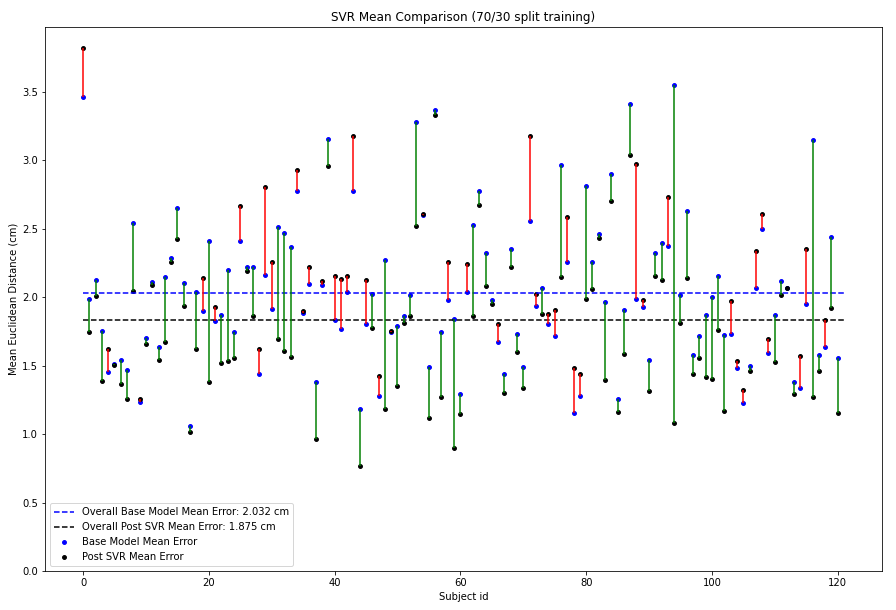 SVR Mean Comparison (70/30 split training)
Mean Euclidean Distance (cm)
3.5
3.0
2.5
2.0
1.5
1.0
0.5
0.0
Overall Base Model Mean Error: 2.032 cm
Overall Post SVR Mean Error: 1.875 cm
Base Model Mean Error
Post SVR Mean Error
0 20 40 60 80 100 120
Subject id